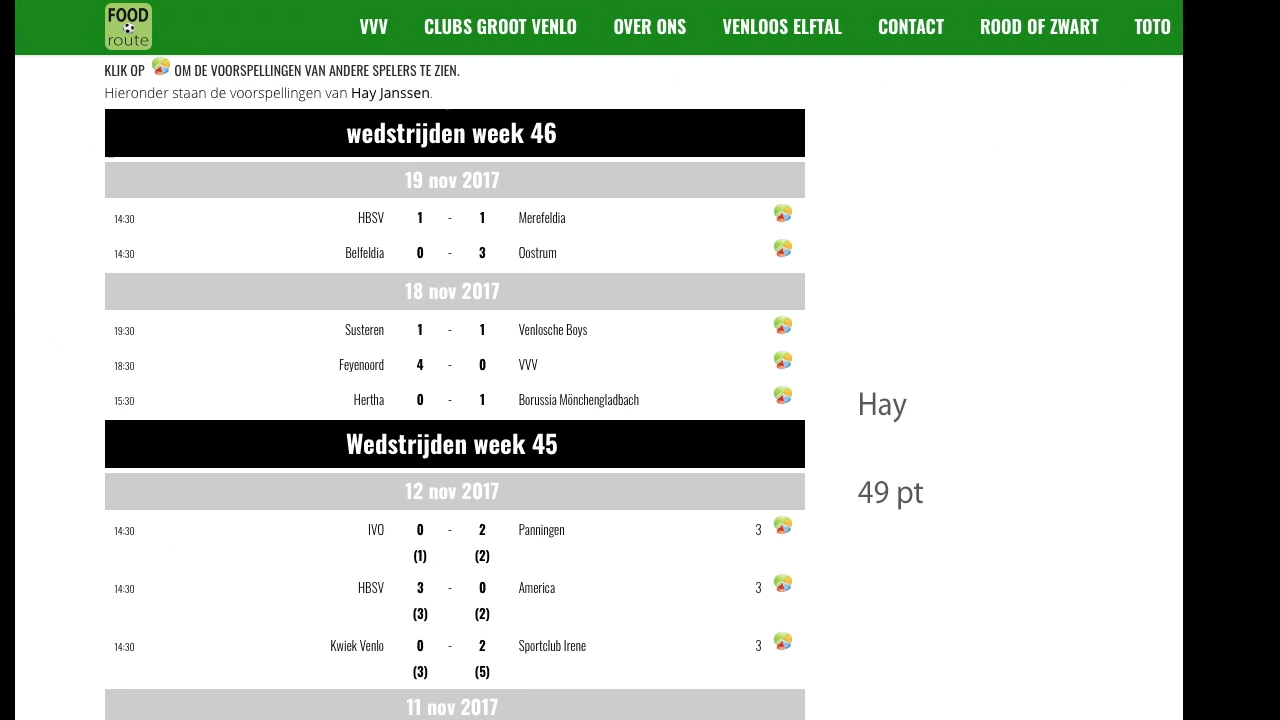 FOOD
route
VVV CLUBS GROOT VENLO OVER ONS VENLOOS ELFTAL CONTACT ROOD OF ZWART TOTO
KLIK OP OM DE VOORSPELLINGEN VAN ANDERE SPELERS TE ZIEN.
Hieronder staan de voorspellingen van Hay Janssen.
wedstrijden week 46
19 nov 2017
14:30 HBSV 1 - 1 Merefeldia
14:30 Belfeldia 0 - 3 Oostrum
18 nov 2017
19:30 Susteren 1 - 1 Venlosche Boys
18:30 Feyenoord 4 - 0 VVV
15:30 Hertha 0 - 1 Borussia Mönchengladbach
Hay
Wedstrijden week 45
12 nov 2017
49 pt
14:30 IVO 0 - 2 Panningen 3
(1) (2)
14:30 HBSV 3 - 0 America 3
(3) (2)
14:30 Kwiek Venlo 0 - 2 Sportclub Irene 3
(3) (5)
11 nov 2017